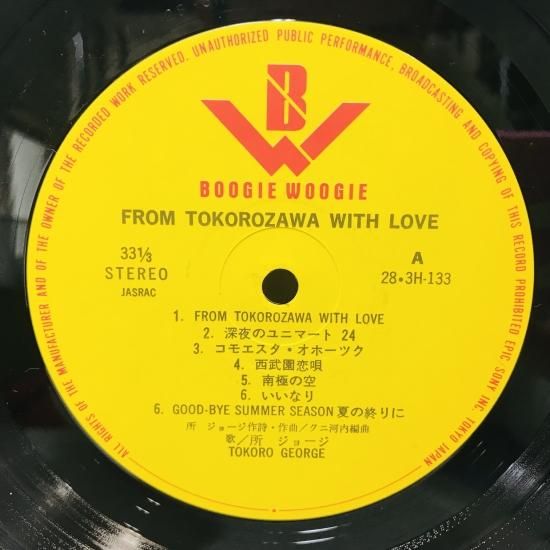 ALL RIGHTS OF THE MANUFACTURER AND OF THE OWNER OF THE RECORDED WORK RESERVED. UNAUTHORIZED PUBLIC PERFORMANCE, BROADCASTING AND COPYING OF THIS RECORD PROHIBITED EPIC, SONY INC. TOKYO JAPAN
BW
BOOGIE WOOGIE
FROM TOKOROZAWA WITH LOVE
33⅓ A
STEREO 28・3H-133
JASRAC
1. FROM TOKOROZAWA WITH LOVE
2. 深夜のユニマート 24
3. コモエスタ・オホーツク
4. 西武園恋唄
5. 南極の空
6. いいなり
6. GOOD-BYE SUMMER SEASON 夏の終りに
所 ジョージ作詩・作曲/クニ河内編曲
歌/所 ジョージ
TOKORO GEORGE